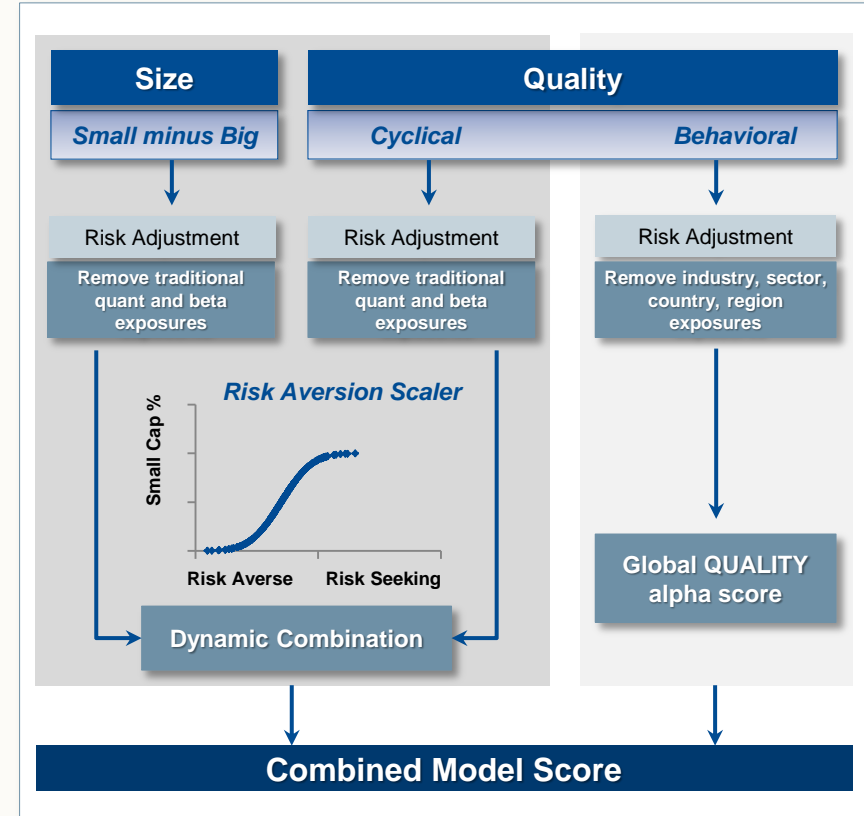 Size
Quality
Small minus Big
Cyclical
Behavioral
Risk Adjustment
Risk Adjustment
Risk Adjustment
Remove traditional
quant and beta
exposures
Remove traditional
quant and beta
exposures
Remove industry, sector,
country, region
exposures
Risk Aversion Scaler
Small Cap %
Risk Averse
Risk Seeking
Dynamic Combination
Global QUALITY
alpha score
Combined Model Score